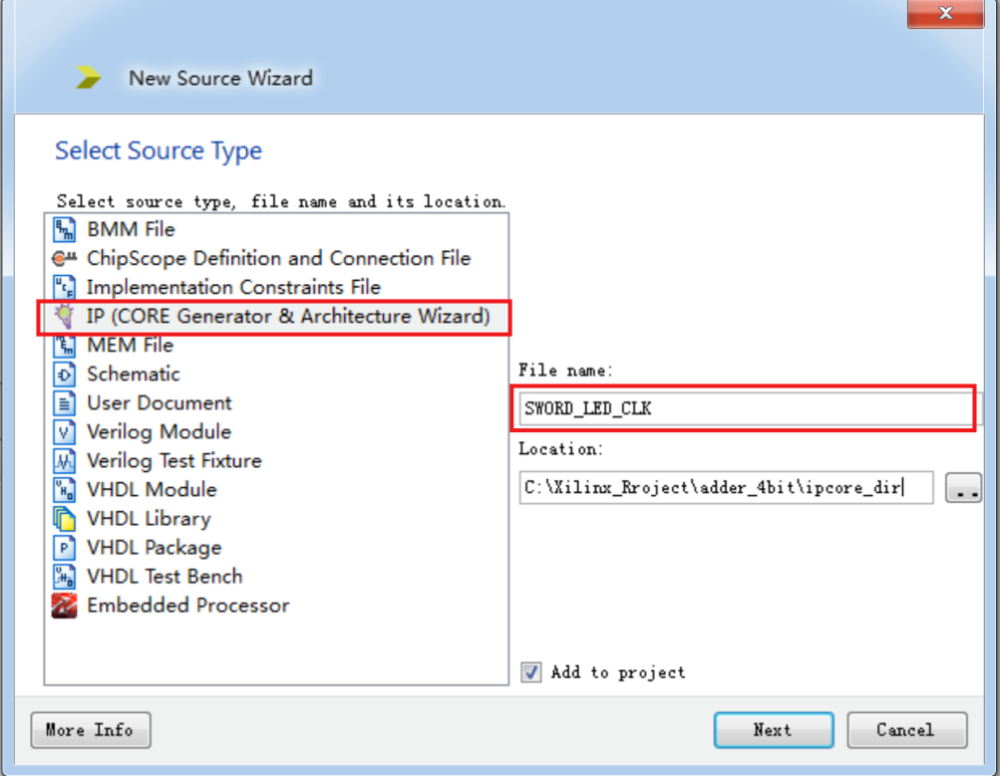 New Source Wizard
Select Source Type
Select source type, file name and its location.
BMM File
ChipScope Definition and Connection File
Implementation Constraints File
IP (CORE Generator & Architecture Wizard)
MEM File
Schematic
User Document
Verilog Module
Verilog Test Fixture
VHDL Module
VHDL Library
VHDL Package
VHDL Test Bench
Embedded Processor
File name:
SWORD_LED_CLK
Location:
C:\Xilinx_Rroject\adder_4bit\ipcore_dir
..
Add to project
More Info
Next
Cancel